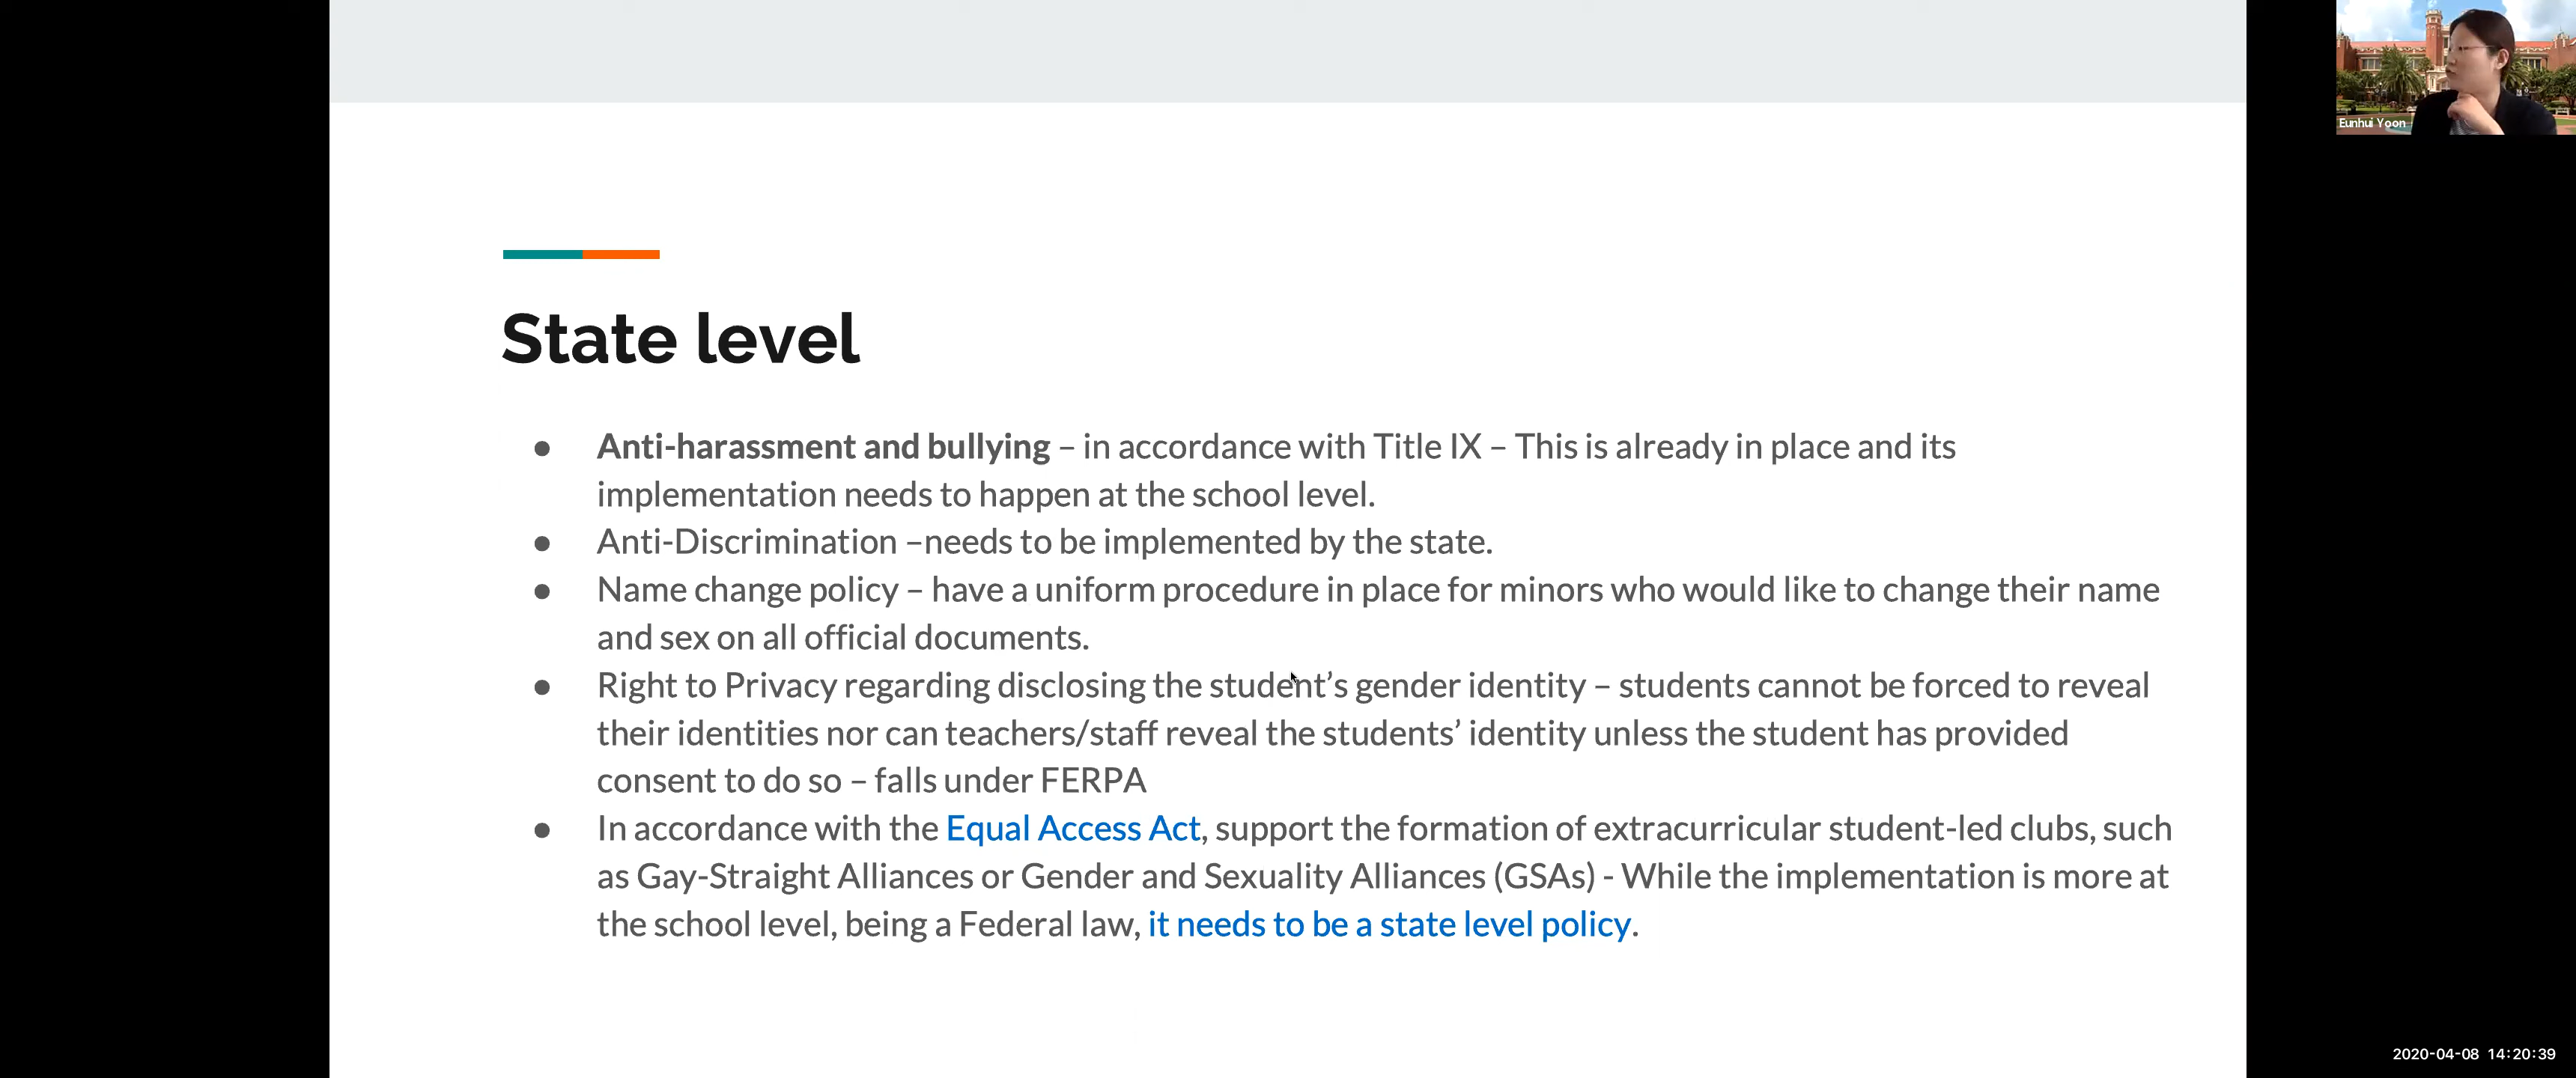 Eunhui Yoon
State level
● Anti-harassment and bullying – in accordance with Title IX – This is already in place and its
implementation needs to happen at the school level.
● Anti-Discrimination –needs to be implemented by the state.
● Name change policy – have a uniform procedure in place for minors who would like to change their name
and sex on all official documents.
● Right to Privacy regarding disclosing the student’s gender identity – students cannot be forced to reveal
their identities nor can teachers/staff reveal the students’ identity unless the student has provided
consent to do so – falls under FERPA
● In accordance with the Equal Access Act, support the formation of extracurricular student-led clubs, such
as Gay-Straight Alliances or Gender and Sexuality Alliances (GSAs) - While the implementation is more at
the school level, being a Federal law, it needs to be a state level policy.
2020-04-08 14:20:39